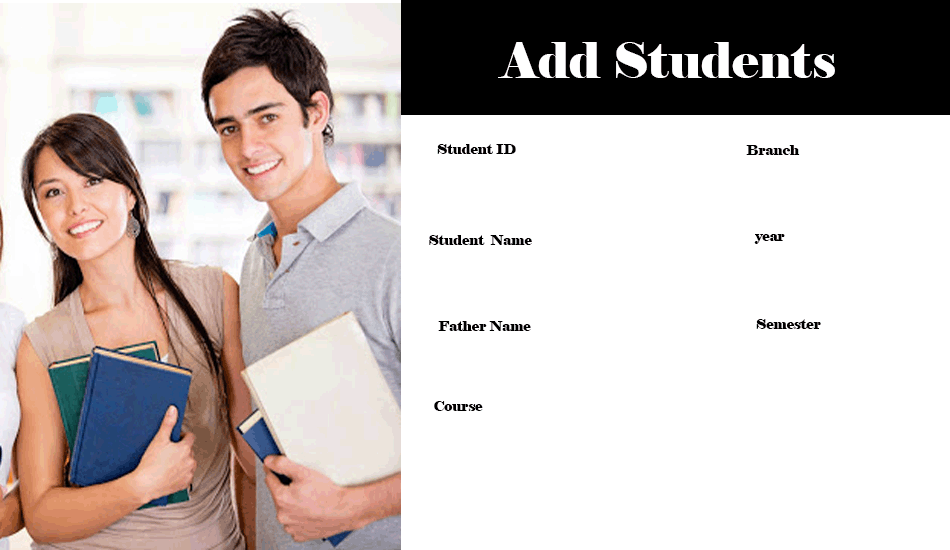 Add Students
Student ID
Branch
Student Name
year
Father Name
Semester
Course